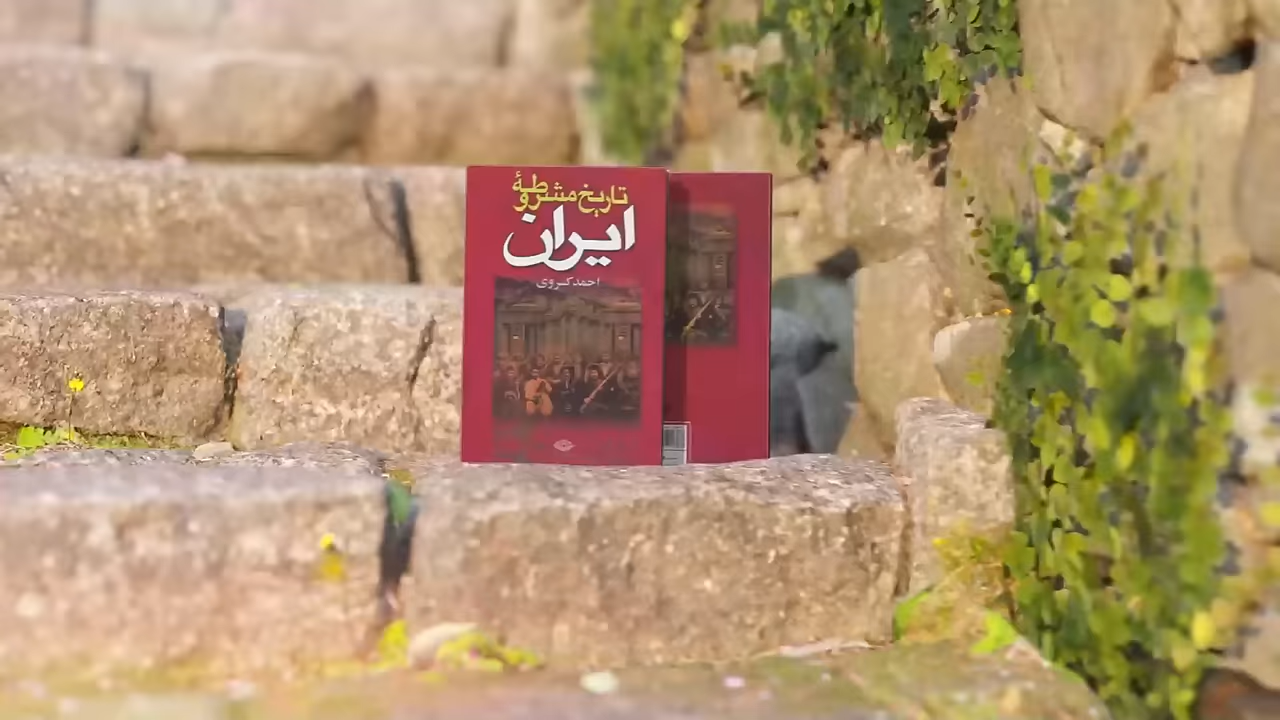 تاریخ مشروطهٔ
ایران
احمد کسروی